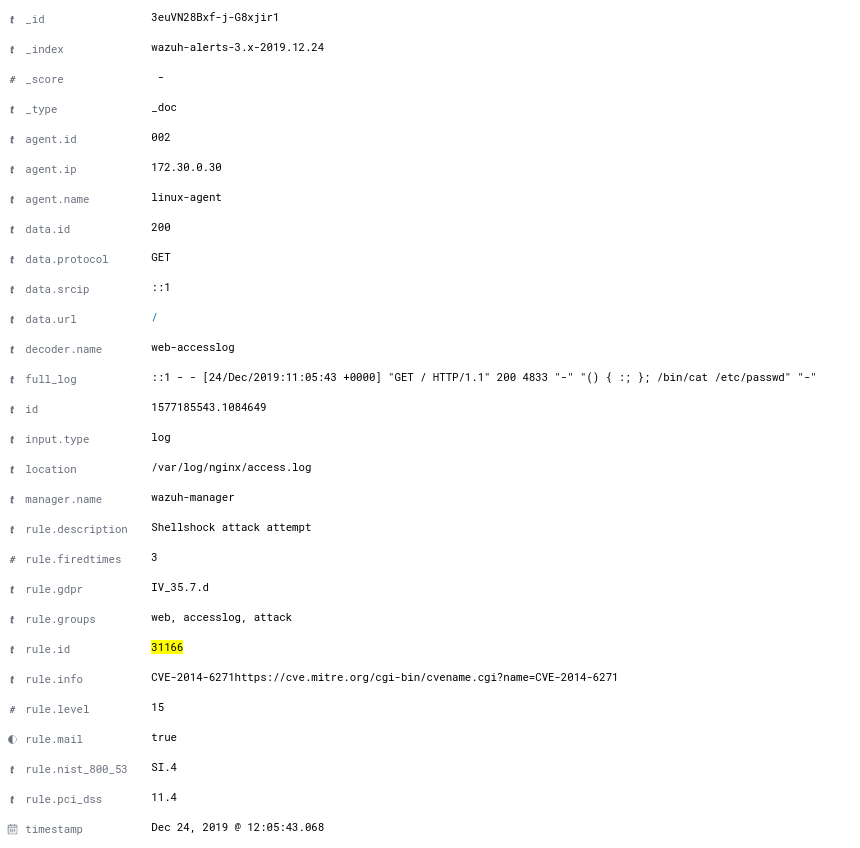 t _id 3euVN28Bxf-j-G8xjir1
t _index wazuh-alerts-3.x-2019.12.24
# _score -
t _type _doc
t agent.id 002
t agent.ip 172.30.0.30
t agent.name linux-agent
t data.id 200
t data.protocol GET
t data.srcip ::1
t data.url /
t decoder.name web-accesslog
t full_log ::1 - - [24/Dec/2019:11:05:43 +0000] "GET / HTTP/1.1" 200 4833 "-" "() { :; }; /bin/cat /etc/passwd" "-"
t id 1577185543.1084649
t input.type log
t location /var/log/nginx/access.log
t manager.name wazuh-manager
t rule.description Shellshock attack attempt
# rule.firedtimes 3
t rule.gdpr IV_35.7.d
t rule.groups web, accesslog, attack
t rule.id 31166
t rule.info CVE-2014-6271https://cve.mitre.org/cgi-bin/cvename.cgi?name=CVE-2014-6271
# rule.level 15
rule.mail true
t rule.nist_800_53 SI.4
t rule.pci_dss 11.4
timestamp Dec 24, 2019 @ 12:05:43.068